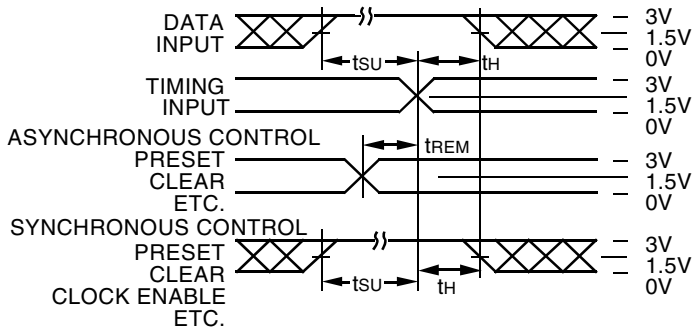 DATA
INPUT
3V
1.5V
0V
tSU
tH
TIMING
INPUT
3V
1.5V
0V
ASYNCHRONOUS CONTROL
PRESET
CLEAR
ETC.
tREM
3V
1.5V
0V
SYNCHRONOUS CONTROL
PRESET
CLEAR
CLOCK ENABLE
ETC.
tSU
tH
3V
1.5V
0V